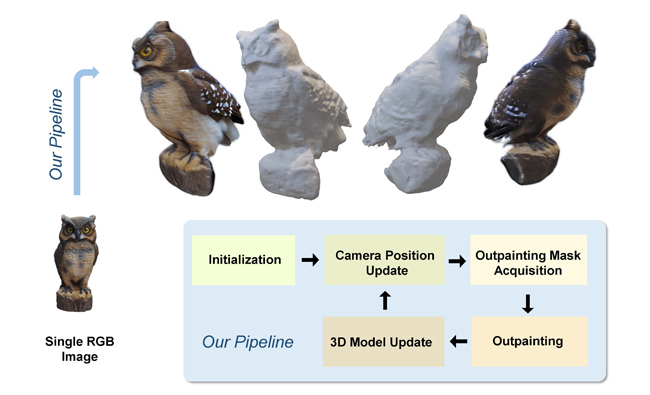 Our Pipeline
Single RGB
Image
Initialization
Camera Position
Update
Outpainting Mask
Acquisition
Our Pipeline
3D Model Update
Outpainting